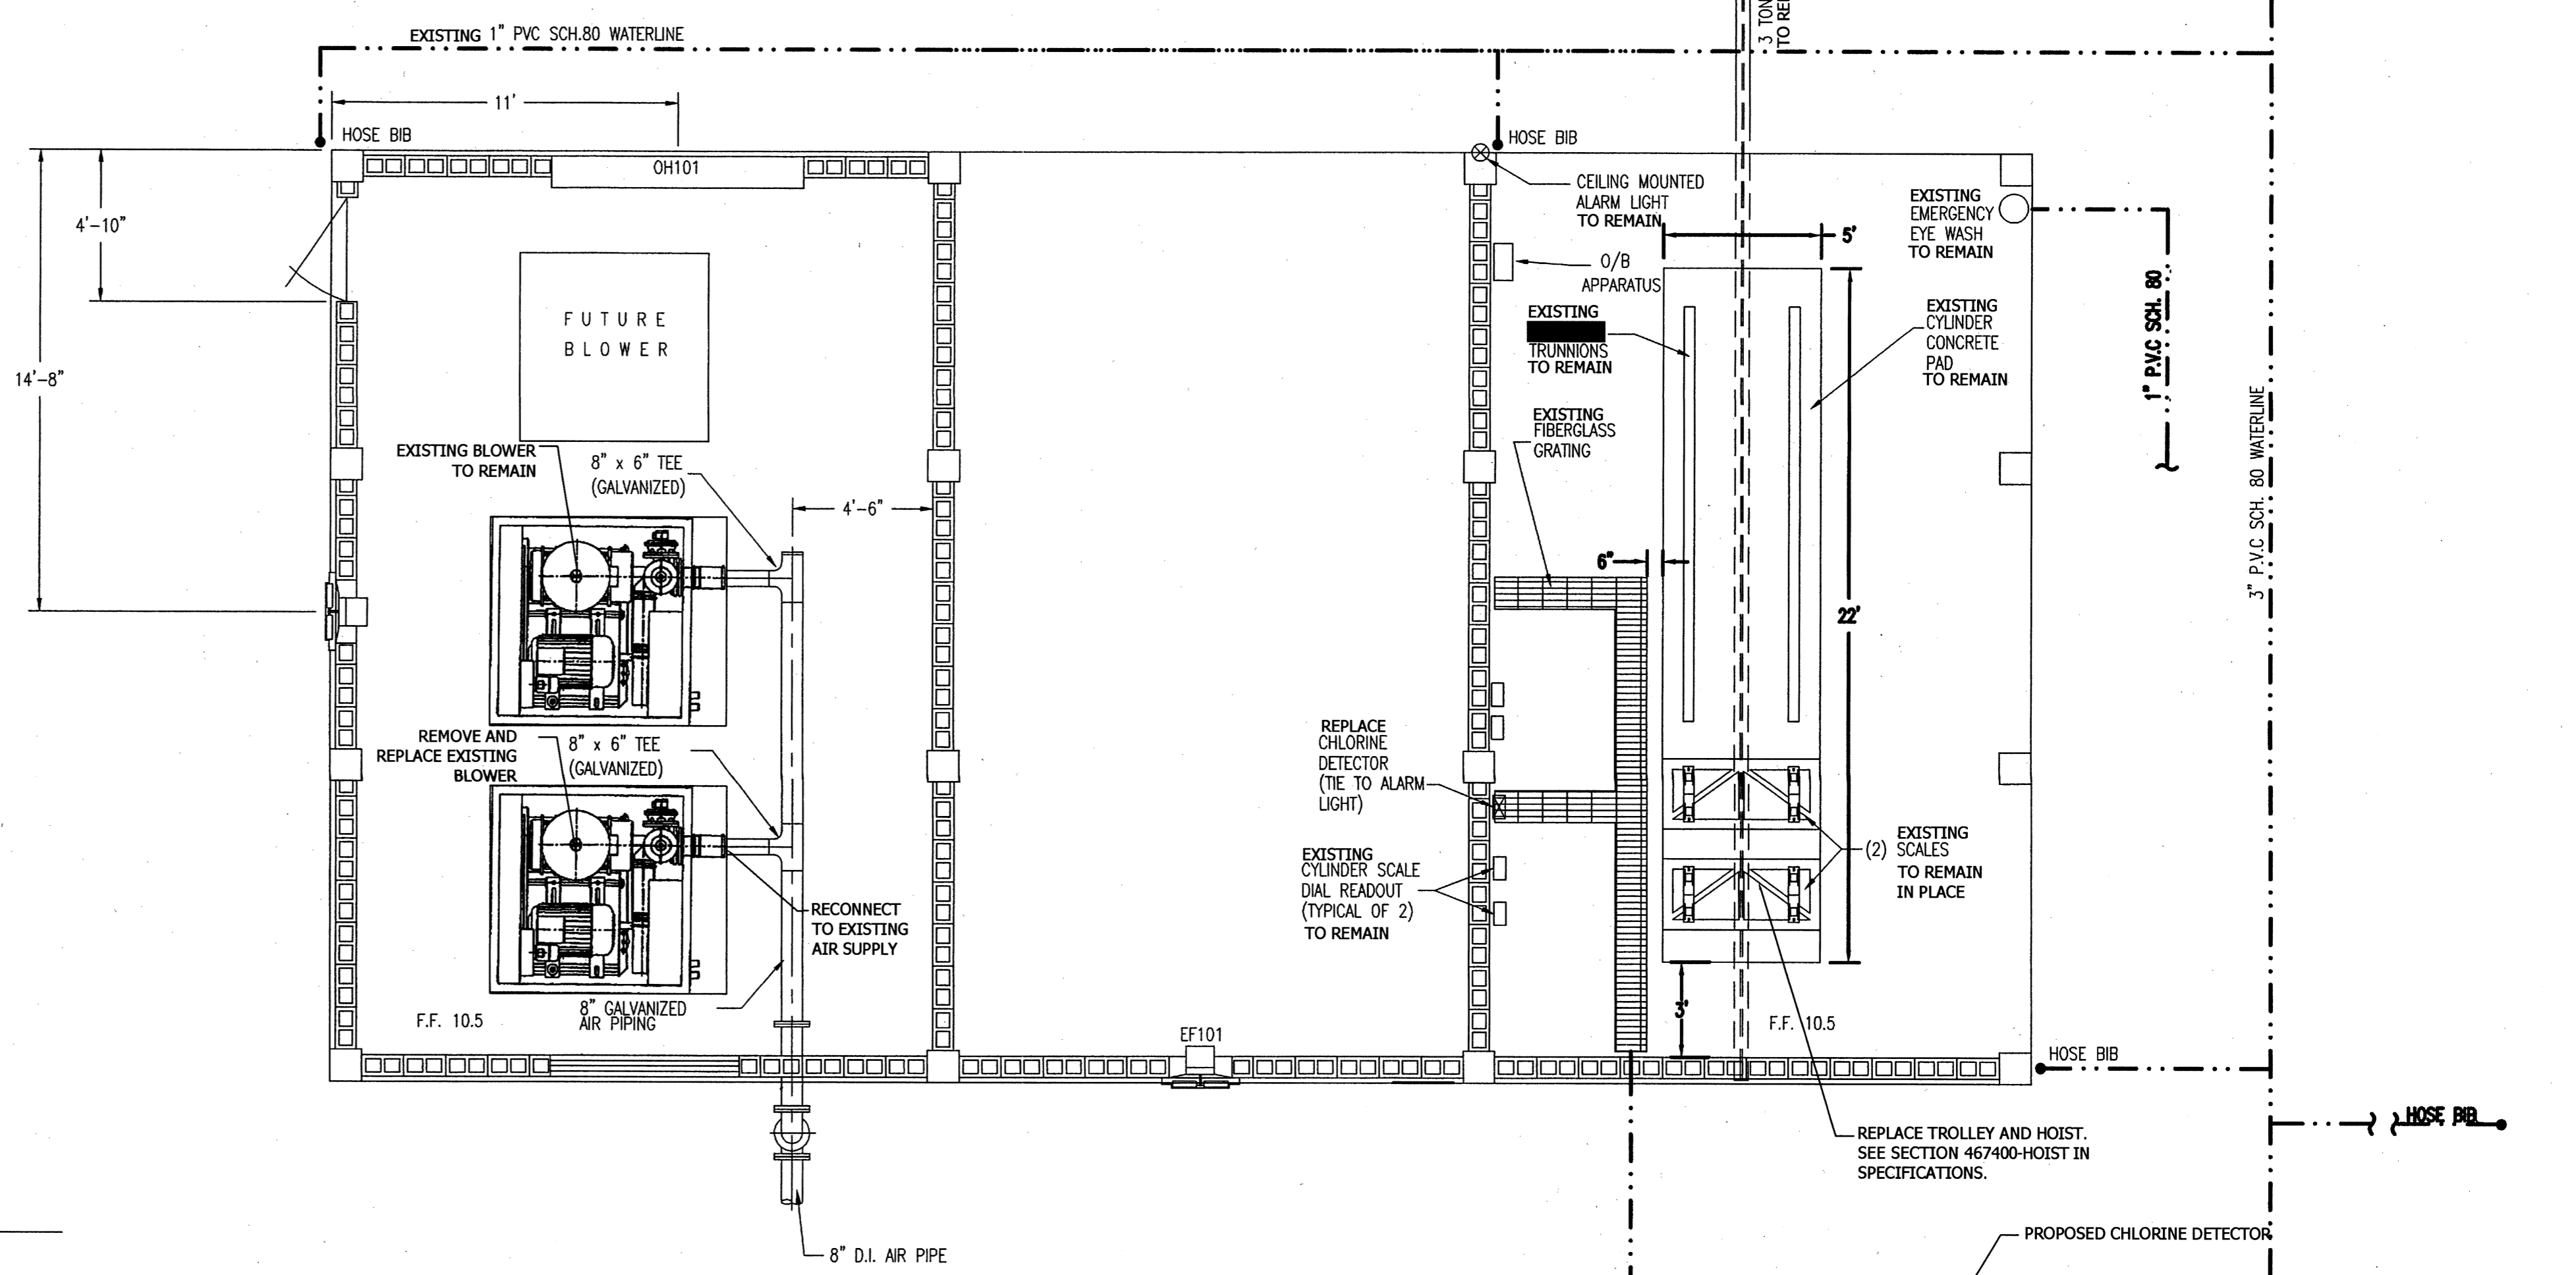 EXISTING 1" PVC SCH.80 WATERLINE
3 TON
TO
11'
HOSE BIB
HOSE BIB
OH101
4'-10"
14'-8"
CEILING MOUNTED
ALARM LIGHT
TO REMAIN
EXISTING
EMERGENCY
EYE WASH
TO REMAIN
5'
O/B
APPARATUS
FUTURE
BLOWER
EXISTING
TRUNNIONS
TO REMAIN
EXISTING
CYLINDER
CONCRETE
PAD
TO REMAIN
1" P.V.C SCH. 80
3" P.V.C SCH. 80 WATERLINE
EXISTING
FIBERGLASS
GRATING
EXISTING BLOWER
TO REMAIN
8" x 6" TEE
(GALVANIZED)
4'-6"
6"
22'
REMOVE AND
REPLACE EXISTING
BLOWER
8" x 6" TEE
(GALVANIZED)
REPLACE
CHLORINE
DETECTOR
(TIE TO ALARM
LIGHT)
EXISTING
CYLINDER SCALE
DIAL READOUT
(TYPICAL OF 2)
TO REMAIN
(2)
EXISTING
SCALES
TO REMAIN
IN PLACE
RECONNECT
TO EXISTING
AIR SUPPLY
8" GALVANIZED
AIR PIPING
F.F. 10.5
3'
F.F. 10.5
EF101
HOSE BIB
HOSE BIB
REPLACE TROLLEY AND HOIST.
SEE SECTION 467400-HOIST IN
SPECIFICATIONS.
PROPOSED CHLORINE DETECTOR
8" D.I. AIR PIPE